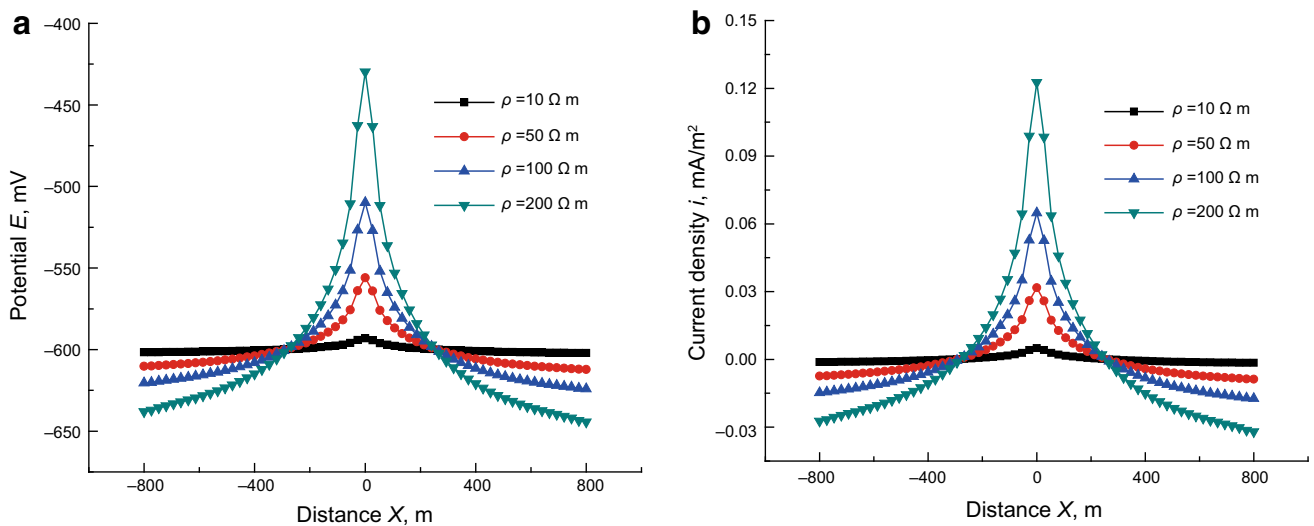 a
Potential E, mV
−400
−450
−500
−550
−600
−650
−800
−400
0
400
800
Distance X, m
ρ =10 Ω m
ρ =50 Ω m
ρ =100 Ω m
ρ =200 Ω m
b
Current density i, mA/m²
0.15
0.12
0.09
0.06
0.03
0.00
−0.03
−800
−400
0
400
800
Distance X, m
ρ =10 Ω m
ρ =50 Ω m
ρ =100 Ω m
ρ =200 Ω m